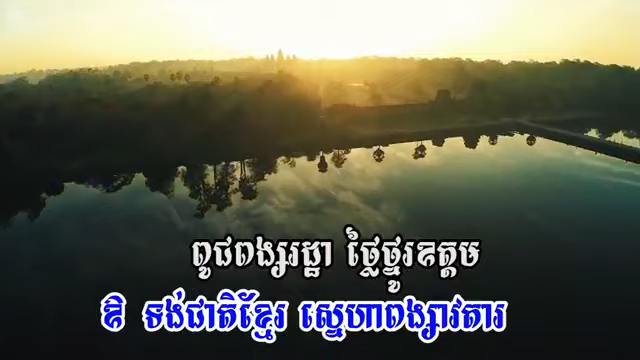 ពូជពង្សរដ្ឋា ថ្លៃថ្នូរឧត្តម
ឱ ទង់ជាតិខ្មែរ ស្នេហាពង្សាវតារ